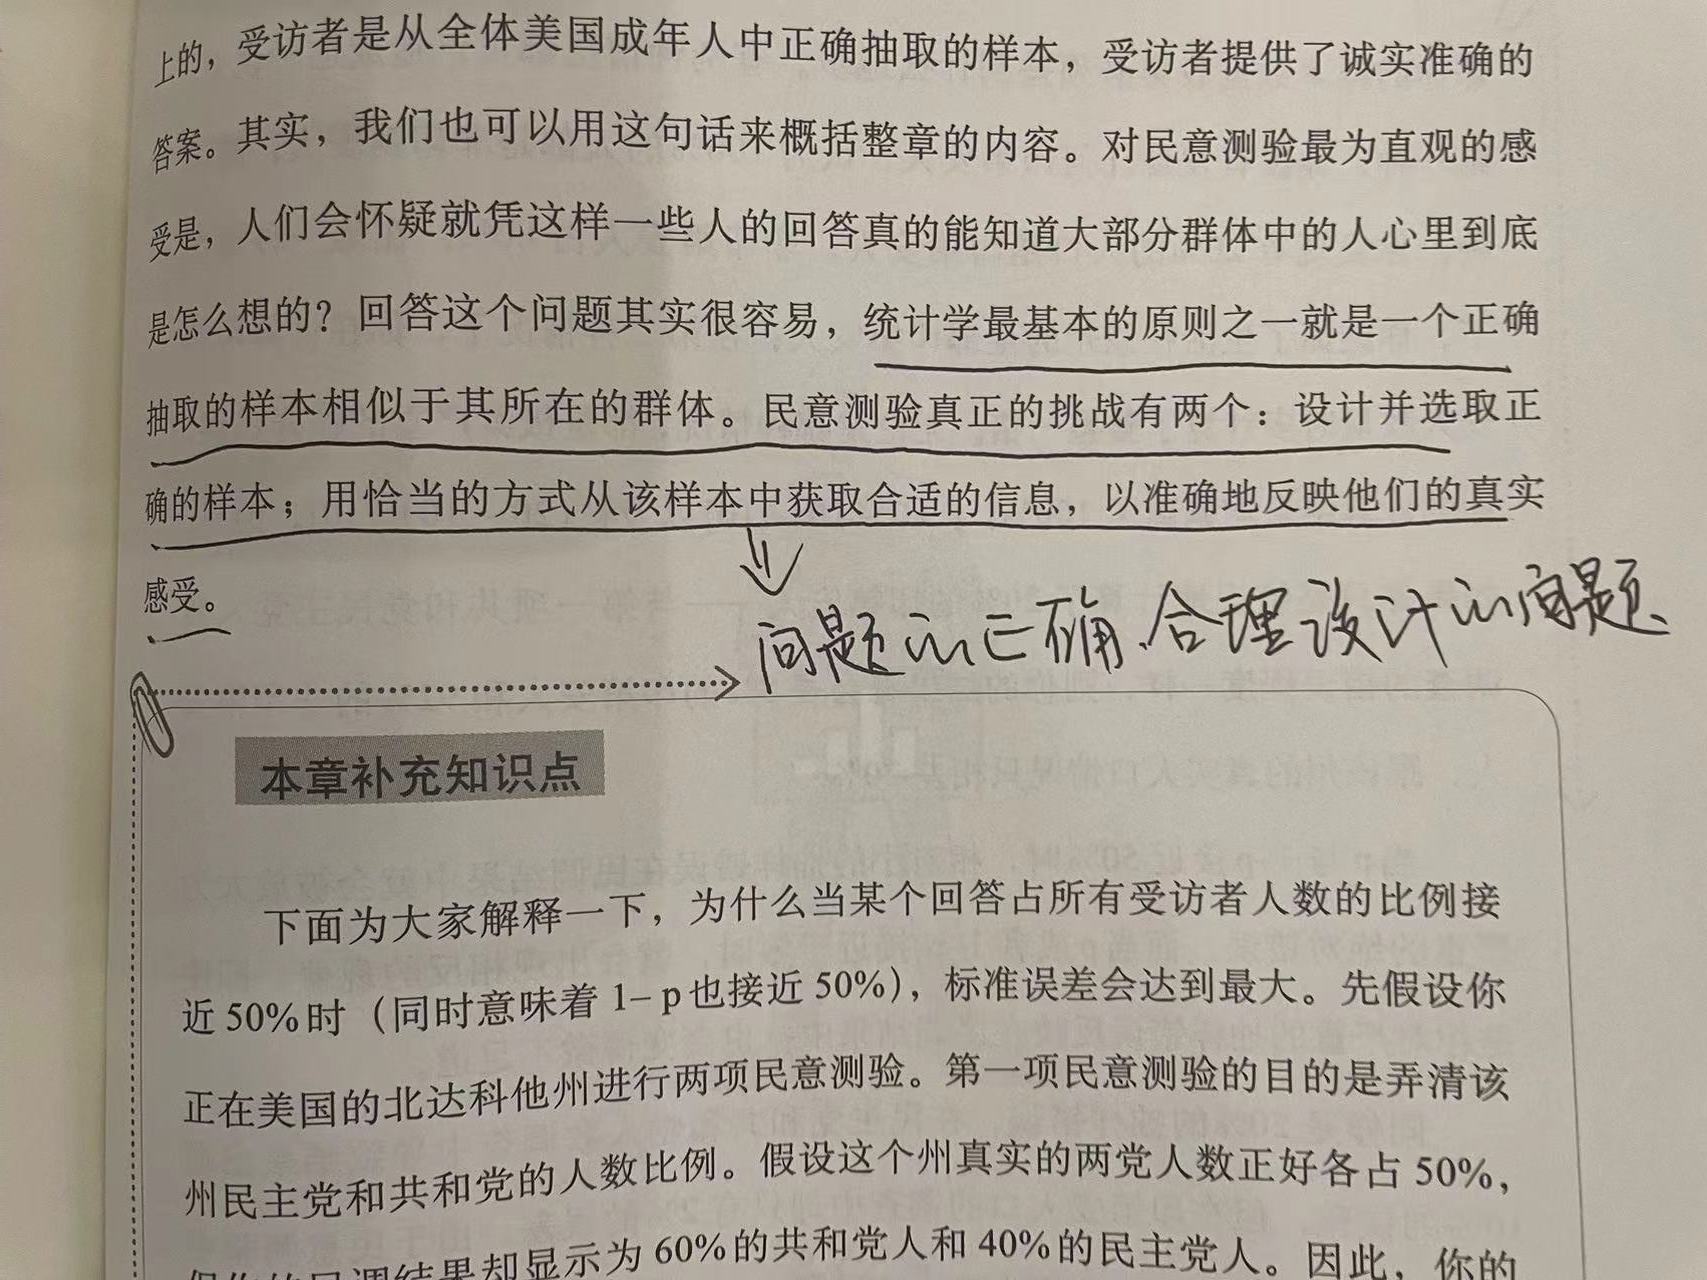 上的，受访者是从全体美国成年人中正确抽取的样本，受访者提供了诚实准确的
答案。其实，我们也可以用这句话来概括整章的内容。对民意测验最为直观的感
受是，人们会怀疑就凭这样一些人的回答真的能知道大部分群体中的人心里到底
是怎么想的？回答这个问题其实很容易，统计学最基本的原则之一就是一个正确
抽取的样本相似于其所在的群体。民意测验真正的挑战有两个：设计并选取正
确的样本；用恰当的方式从该样本中获取合适的信息，以准确地反映他们的真实
感受。
问题的正确、合理设计的问题
本章补充知识点
下面为大家解释一下，为什么当某个回答占所有受访者人数的比例接
近50%时（同时意味着1–p也接近50%），标准误差会达到最大。先假设你
正在美国的北达科他州进行两项民意测验。第一项民意测验的目的是弄清该
州民主党和共和党的人数比例。假设这个州真实的两党人数正好各占50%，
结果却显示为60%的共和党人和40%的民主党人。因此，你的